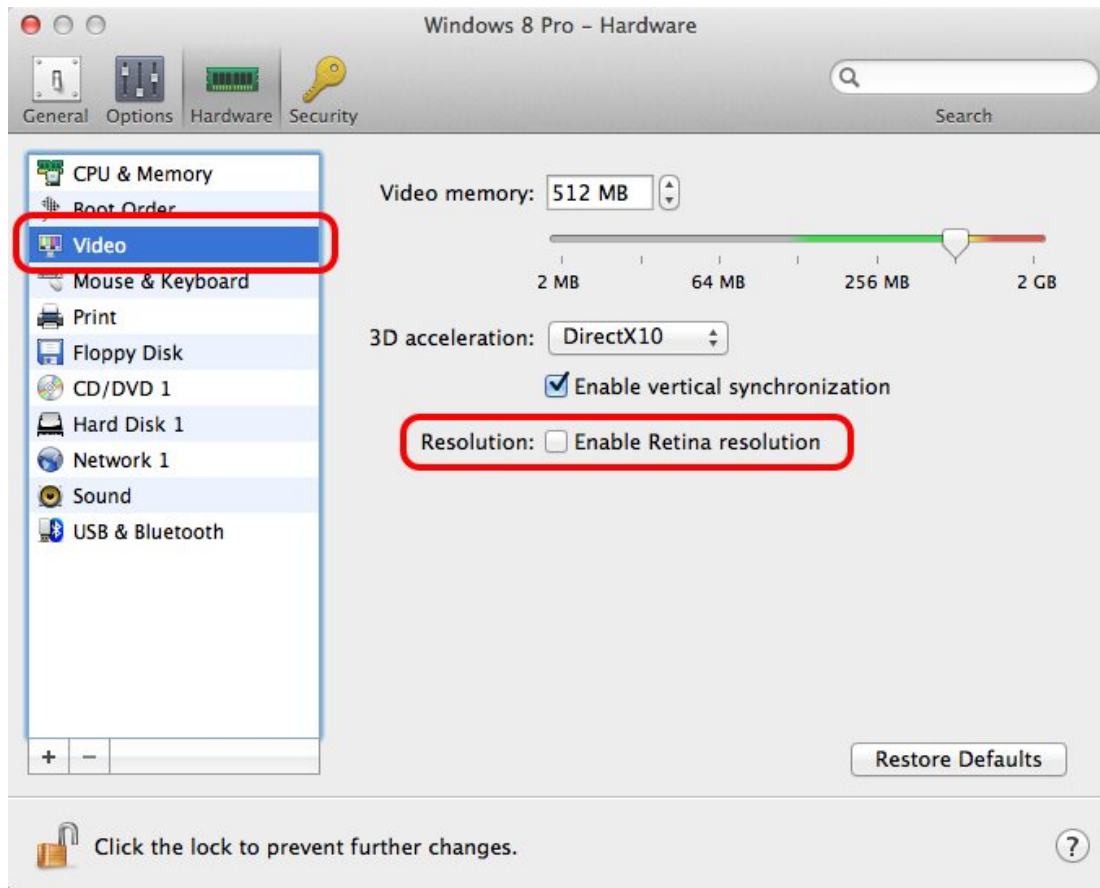 Windows 8 Pro – Hardware
General Options Hardware Security
Search
CPU & Memory
Boot Order
Video
Mouse & Keyboard
Print
Floppy Disk
CD/DVD 1
Hard Disk 1
Network 1
Sound
USB & Bluetooth
+ −
Video memory: 512 MB
2 MB 64 MB 256 MB 2 GB
3D acceleration: DirectX10
Enable vertical synchronization
Resolution: Enable Retina resolution
Restore Defaults
Click the lock to prevent further changes.
?